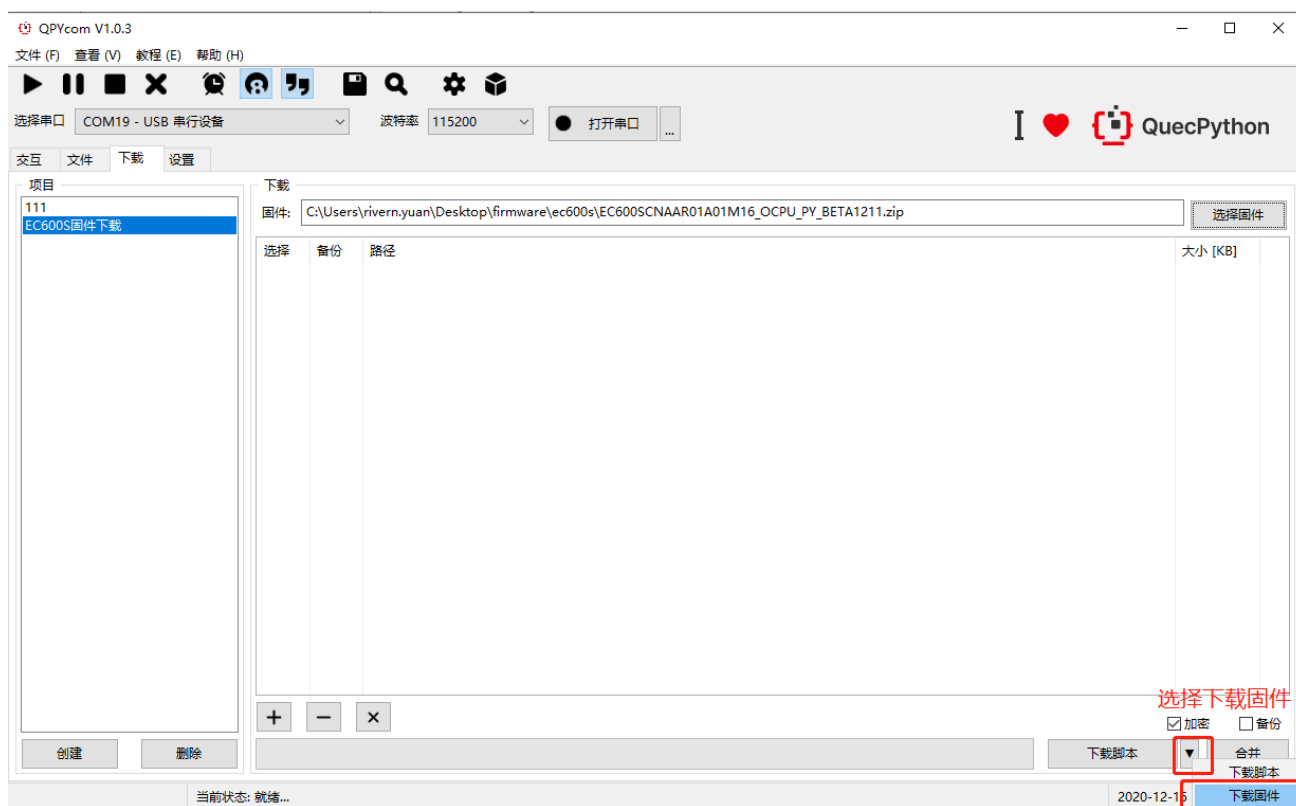 QPYcom V1.0.3
文件 (F) 查看 (V) 教程 (E) 帮助 (H)
选择串口 COM19 - USB 串行设备 波特率 115200 打开串口 ... QuecPython
交互 文件 下载 设置
项目
111
EC600S固件下载
创建 删除
下载
固件: C:\Users\rivern.yuan\Desktop\firmware\ec600s\EC600SCNAAR01A01M16_OCPU_PY_BETA1211.zip 选择固件
选择 备份 路径 大小 [KB]
选择下载固件
加密 备份
下载脚本 合并
下载脚本
下载固件
当前状态: 就绪... 2020-12-15